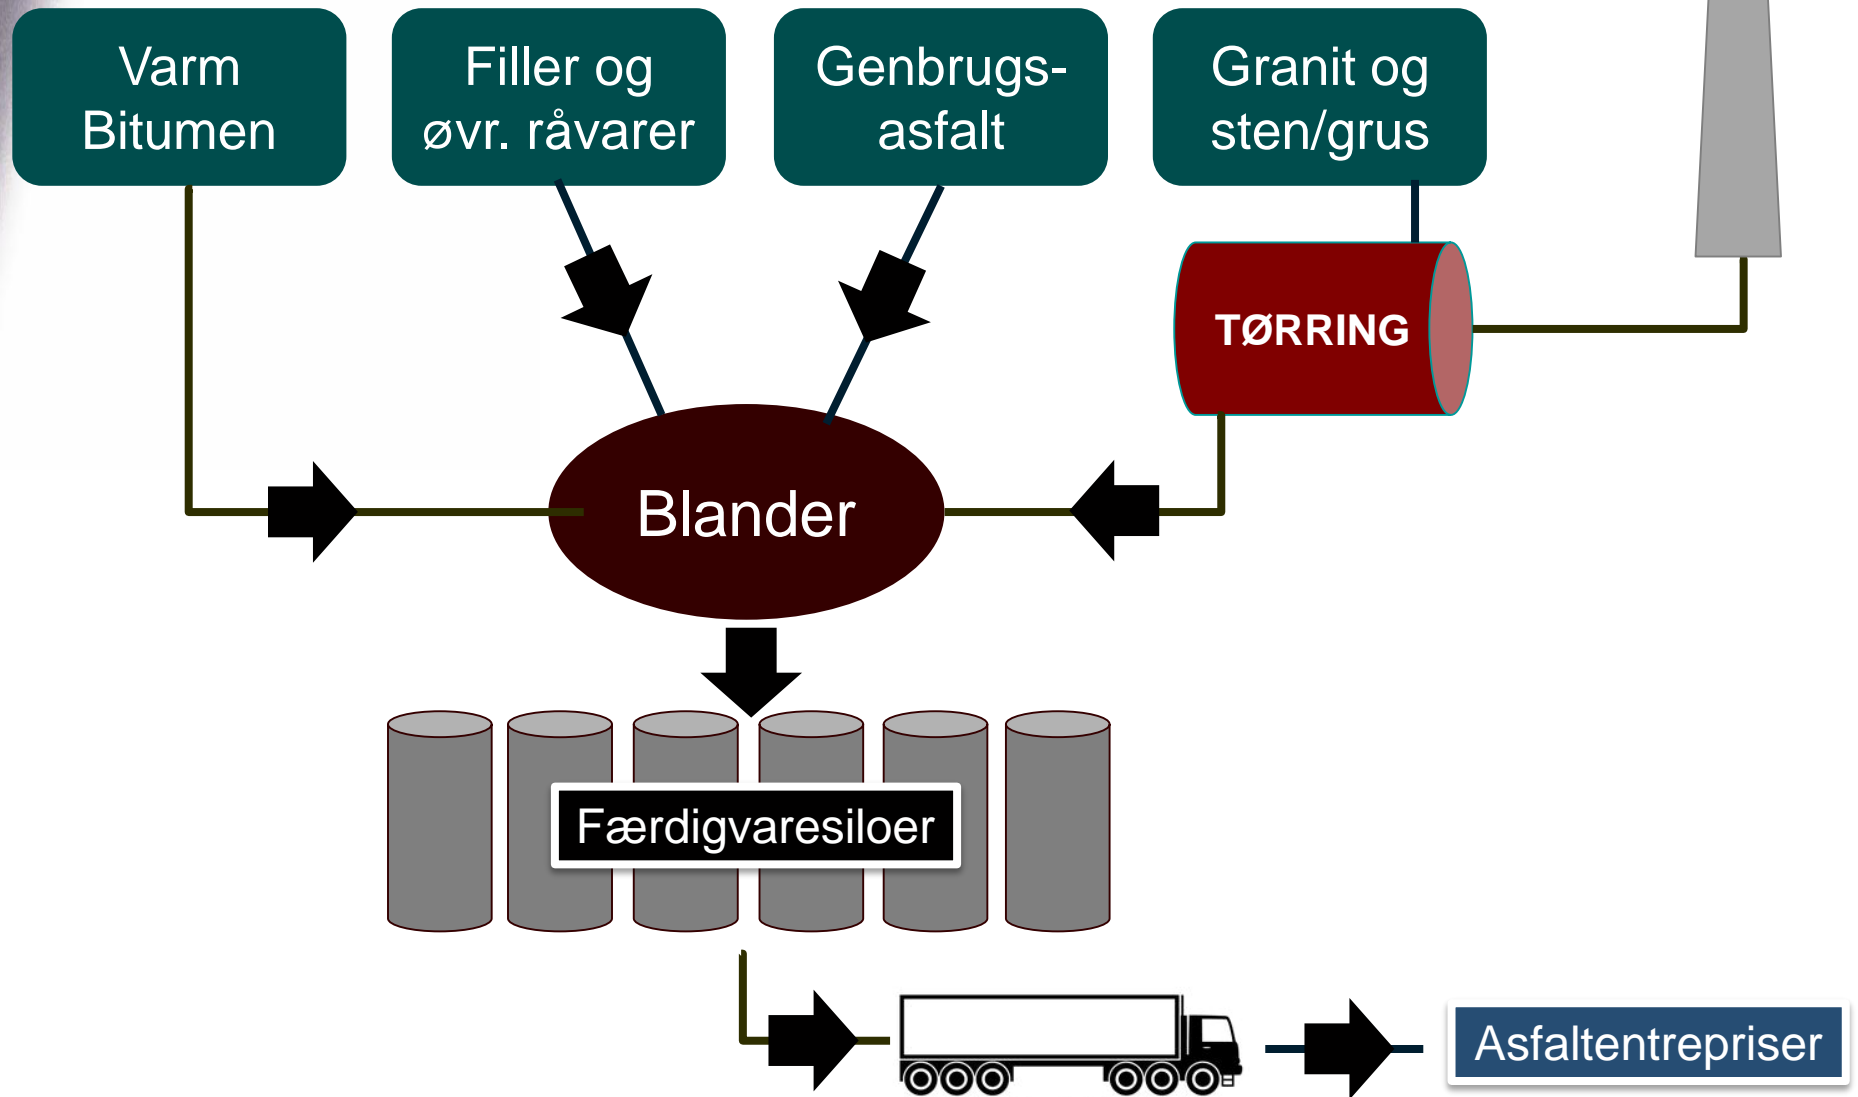 Varm
Bitumen
Filler og
øvr. råvarer
Genbrugs-
asfalt
Granit og
sten/grus
TØRRING
Blander
Færdigvaresiloer
Asfaltentrepriser